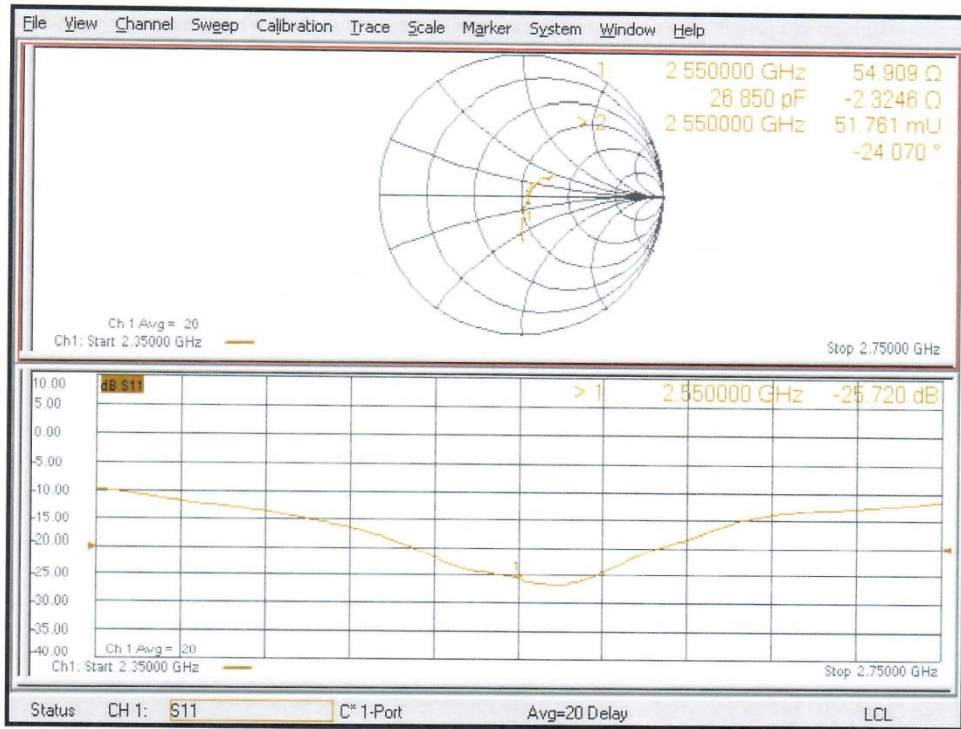 File View Channel Sweep Calibration Trace Scale Marker System Window Help
1: 2.550000 GHz 54.909 Ω
26.850 pF -2.3246 Ω
> 2: 2.550000 GHz 51.761 mU
-24.070 °
Ch 1 Avg = 20
Ch1: Start 2.35000 GHz
Stop 2.75000 GHz
10.00 dB S11
> 1: 2.550000 GHz -25.720 dB
5.00
0.00
-5.00
-10.00
-15.00
-20.00
-25.00
1
-30.00
-35.00
-40.00
Ch 1 Avg = 20
Ch1: Start 2.35000 GHz
Stop 2.75000 GHz
Status CH 1: S11 C* 1-Port Avg=20 Delay LCL